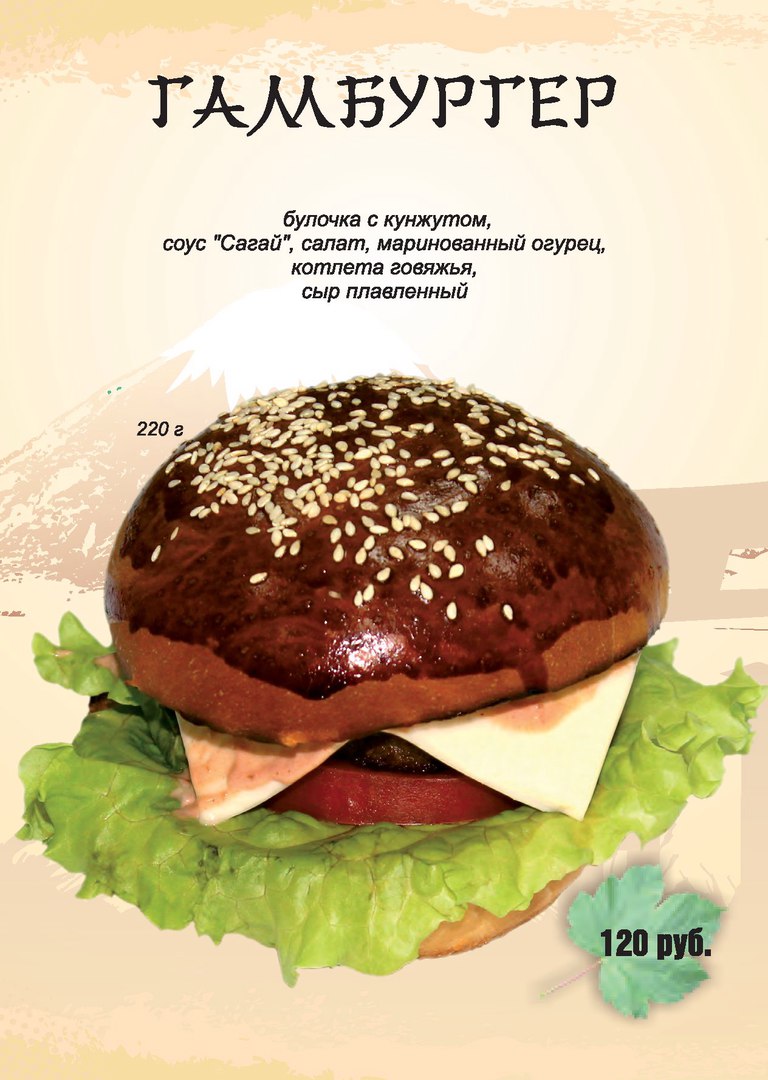 ГАМБУРГЕР
булочка с кунжутом,
соус "Сагай", салат, маринованный огурец,
котлета говяжья,
сыр плавленный
220 г
120 руб.